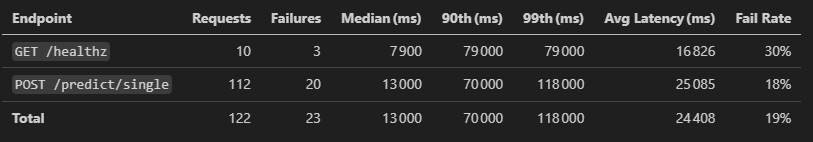 Endpoint Requests Failures Median (ms) 90th (ms) 99th (ms) Avg Latency (ms) Fail Rate
GET /healthz 10 3 7 900 79 000 79 000 16 826 30%
POST /predict/single 112 20 13 000 70 000 118 000 25 085 18%
Total 122 23 13 000 70 000 118 000 24 408 19%